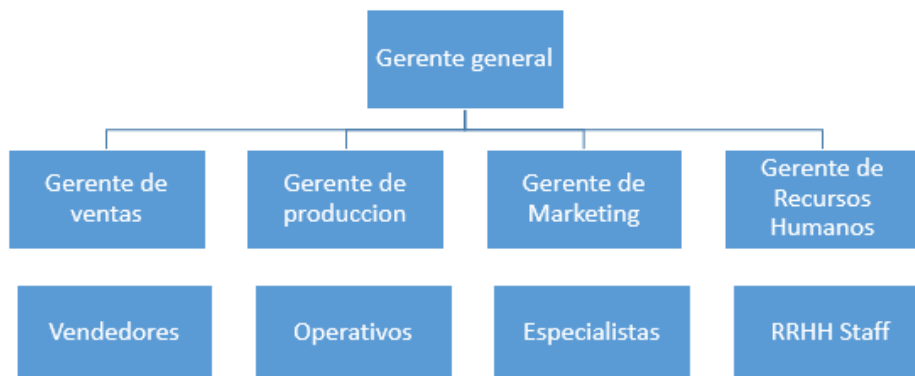 Gerente general
Gerente de
ventas
Gerente de
produccion
Gerente de
Marketing
Gerente de
Recursos
Humanos
Vendedores
Operativos
Especialistas
RRHH Staff